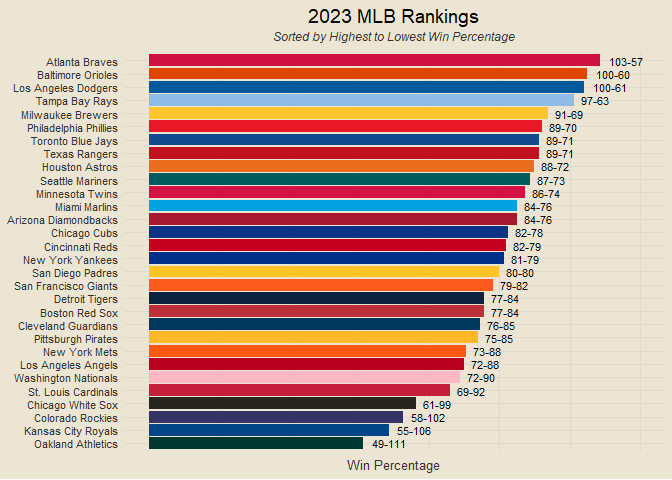 2023 MLB Rankings
Sorted by Highest to Lowest Win Percentage
Atlanta Braves 103-57
Baltimore Orioles 100-60
Los Angeles Dodgers 100-61
Tampa Bay Rays 97-63
Milwaukee Brewers 91-69
Philadelphia Phillies 89-70
Toronto Blue Jays 89-71
Texas Rangers 89-71
Houston Astros 88-72
Seattle Mariners 87-73
Minnesota Twins 86-74
Miami Marlins 84-76
Arizona Diamondbacks 84-76
Chicago Cubs 82-78
Cincinnati Reds 82-79
New York Yankees 81-79
San Diego Padres 80-80
San Francisco Giants 79-82
Detroit Tigers 77-84
Boston Red Sox 77-84
Cleveland Guardians 76-85
Pittsburgh Pirates 75-85
New York Mets 73-88
Los Angeles Angels 72-88
Washington Nationals 72-90
St. Louis Cardinals 69-92
Chicago White Sox 61-99
Colorado Rockies 58-102
Kansas City Royals 55-106
Oakland Athletics 49-111
Win Percentage